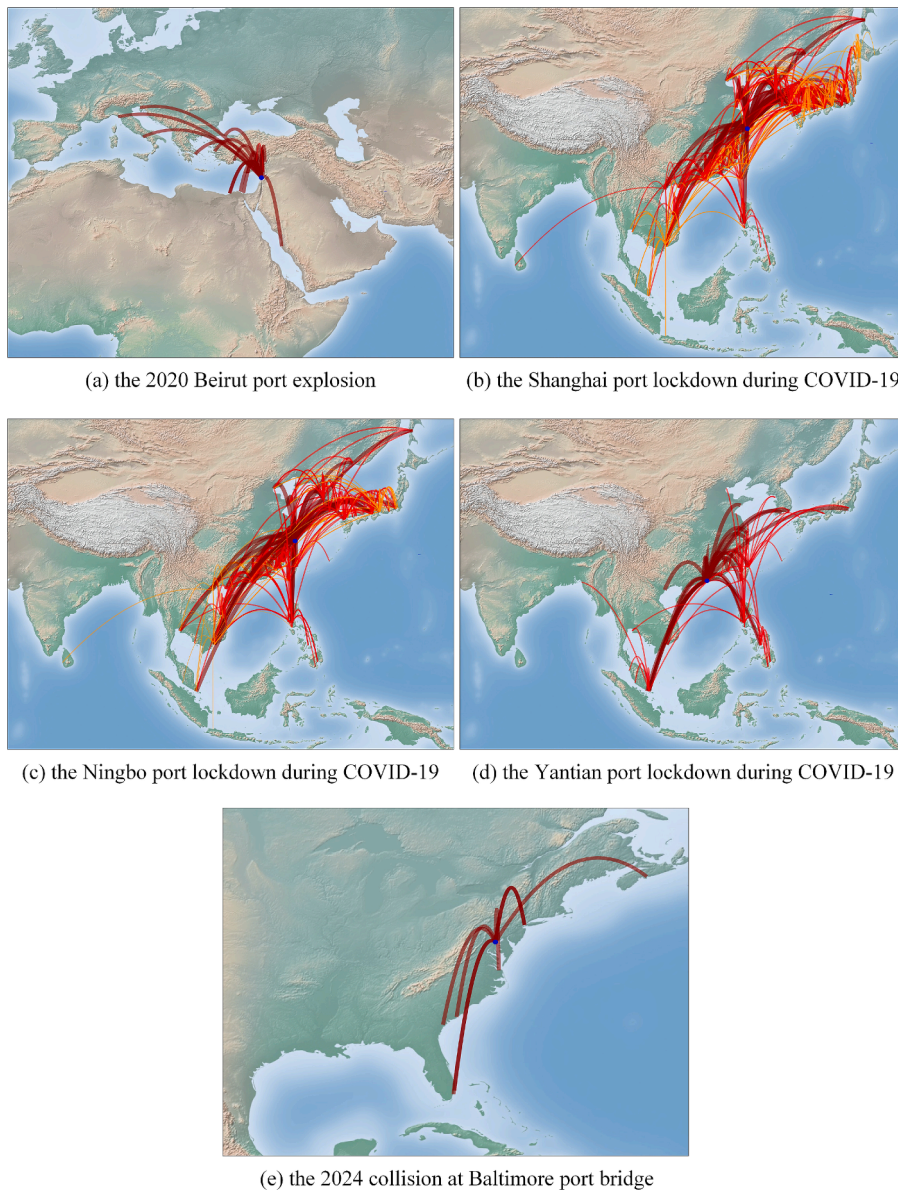 (a) the 2020 Beirut port explosion
(b) the Shanghai port lockdown during COVID-19
(c) the Ningbo port lockdown during COVID-19
(d) the Yantian port lockdown during COVID-19
(e) the 2024 collision at Baltimore port bridge